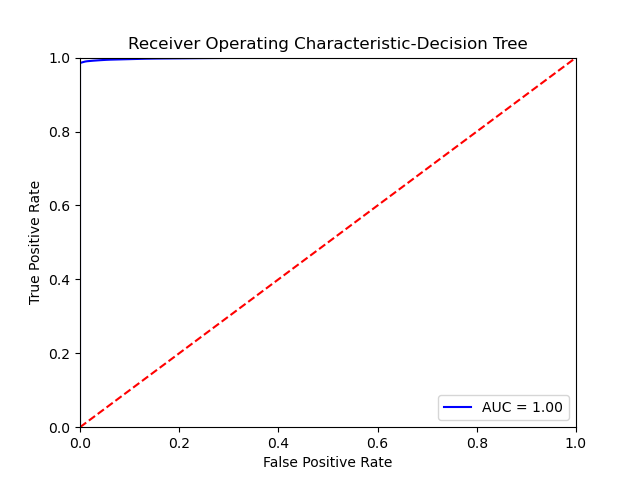 Receiver Operating Characteristic-Decision Tree
1.0
0.8
0.6
0.4
0.2
0.0
True Positive Rate
AUC = 1.00
0.0 0.2 0.4 0.6 0.8 1.0
False Positive Rate